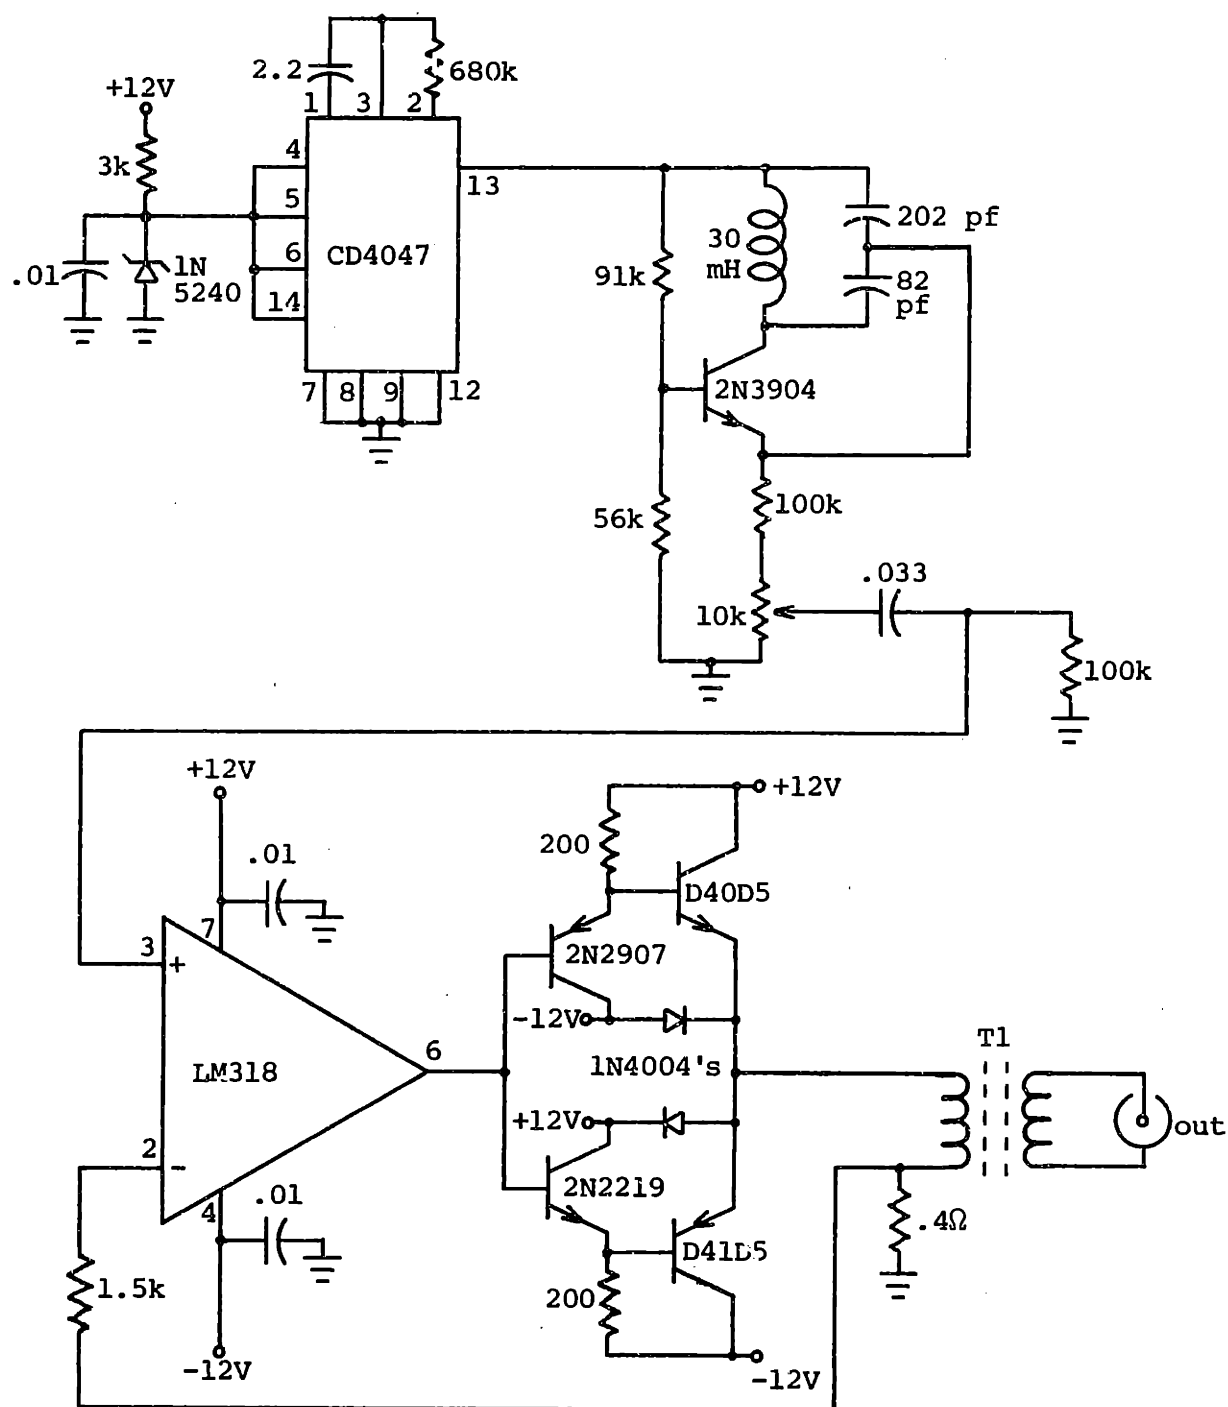 2.2
680k
+12V
1
3
2
3k
4
5
6
14
13
CD4047
.01
1N
5240
7
8
9
12
91k
30
mH
202 pf
82
pf
2N3904
56k
100k
10k
.033
100k
+12V
.01
7
3
+
LM318
6
2
-
4
.01
1.5k
-12V
+12V
200
D40D5
2N2907
-12V
1N4004's
+12V
2N2219
D41D5
200
-12V
T1
out
.4Ω